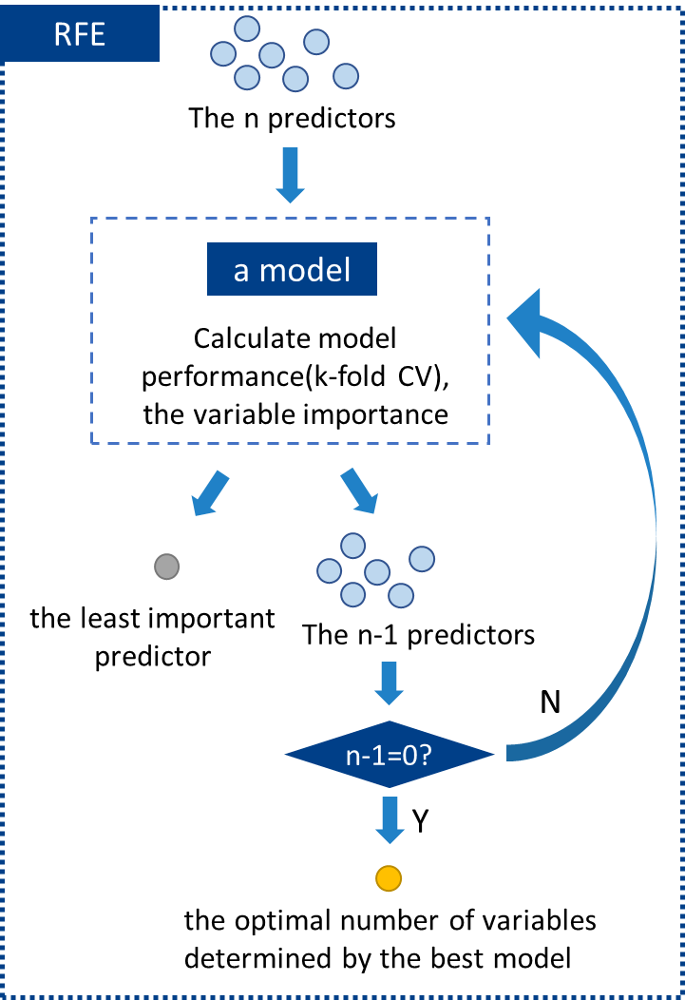 RFE
The n predictors
a model
Calculate model
performance(k-fold CV),
the variable importance
the least important
predictor
The n-1 predictors
N
n-1=0?
Y
the optimal number of variables
determined by the best model